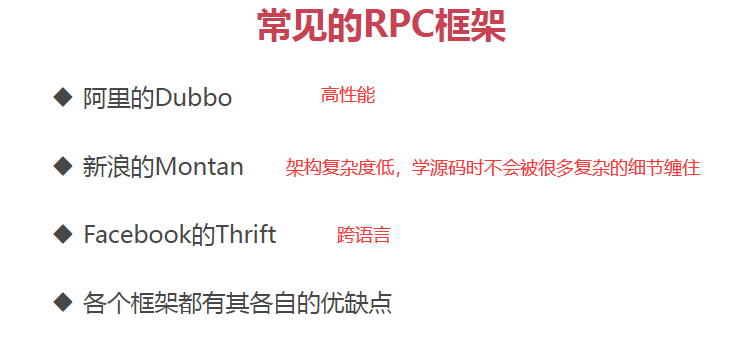 常见的RPC框架
◆ 阿里的Dubbo 高性能
◆ 新浪的Montan 架构复杂度低，学源码时不会被很多复杂的细节缠住
◆ Facebook的Thrift 跨语言
◆ 各个框架都有其各自的优缺点